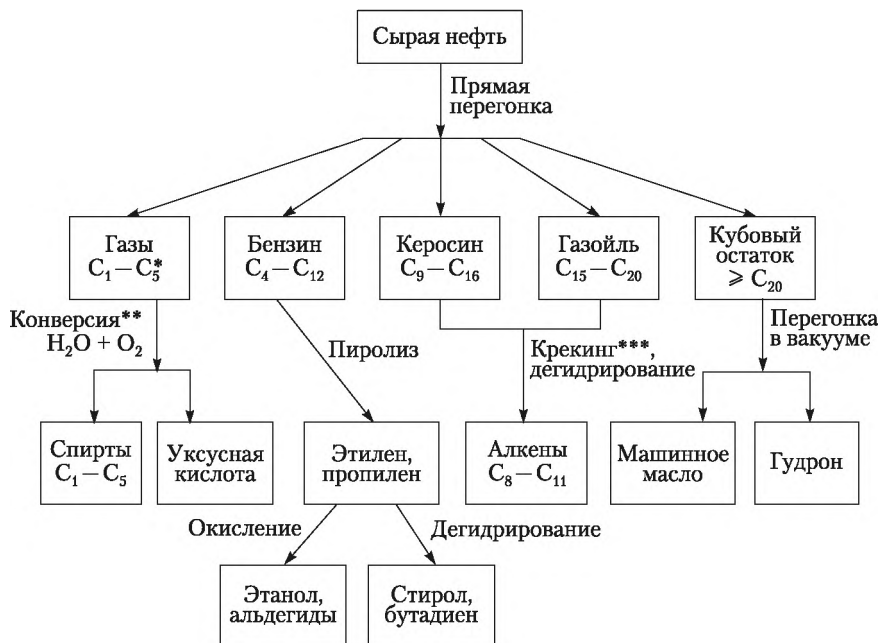 Сырая нефть
Прямая
перегонка
Газы
C₁ – C₅*
Бензин
C₄ – C₁₂
Керосин
C₉ – C₁₆
Газойль
C₁₅ – C₂₀
Кубовый
остаток
⩾ C₂₀
Конверсия**
H₂O + O₂
Пиролиз
Крекинг***,
дегидрирование
Перегонка
в вакууме
Спирты
C₁ – C₅
Уксусная
кислота
Этилен,
пропилен
Алкены
C₈ – C₁₁
Машинное
масло
Гудрон
Окисление
Дегидрирование
Этанол,
альдегиды
Стирол,
бутадиен